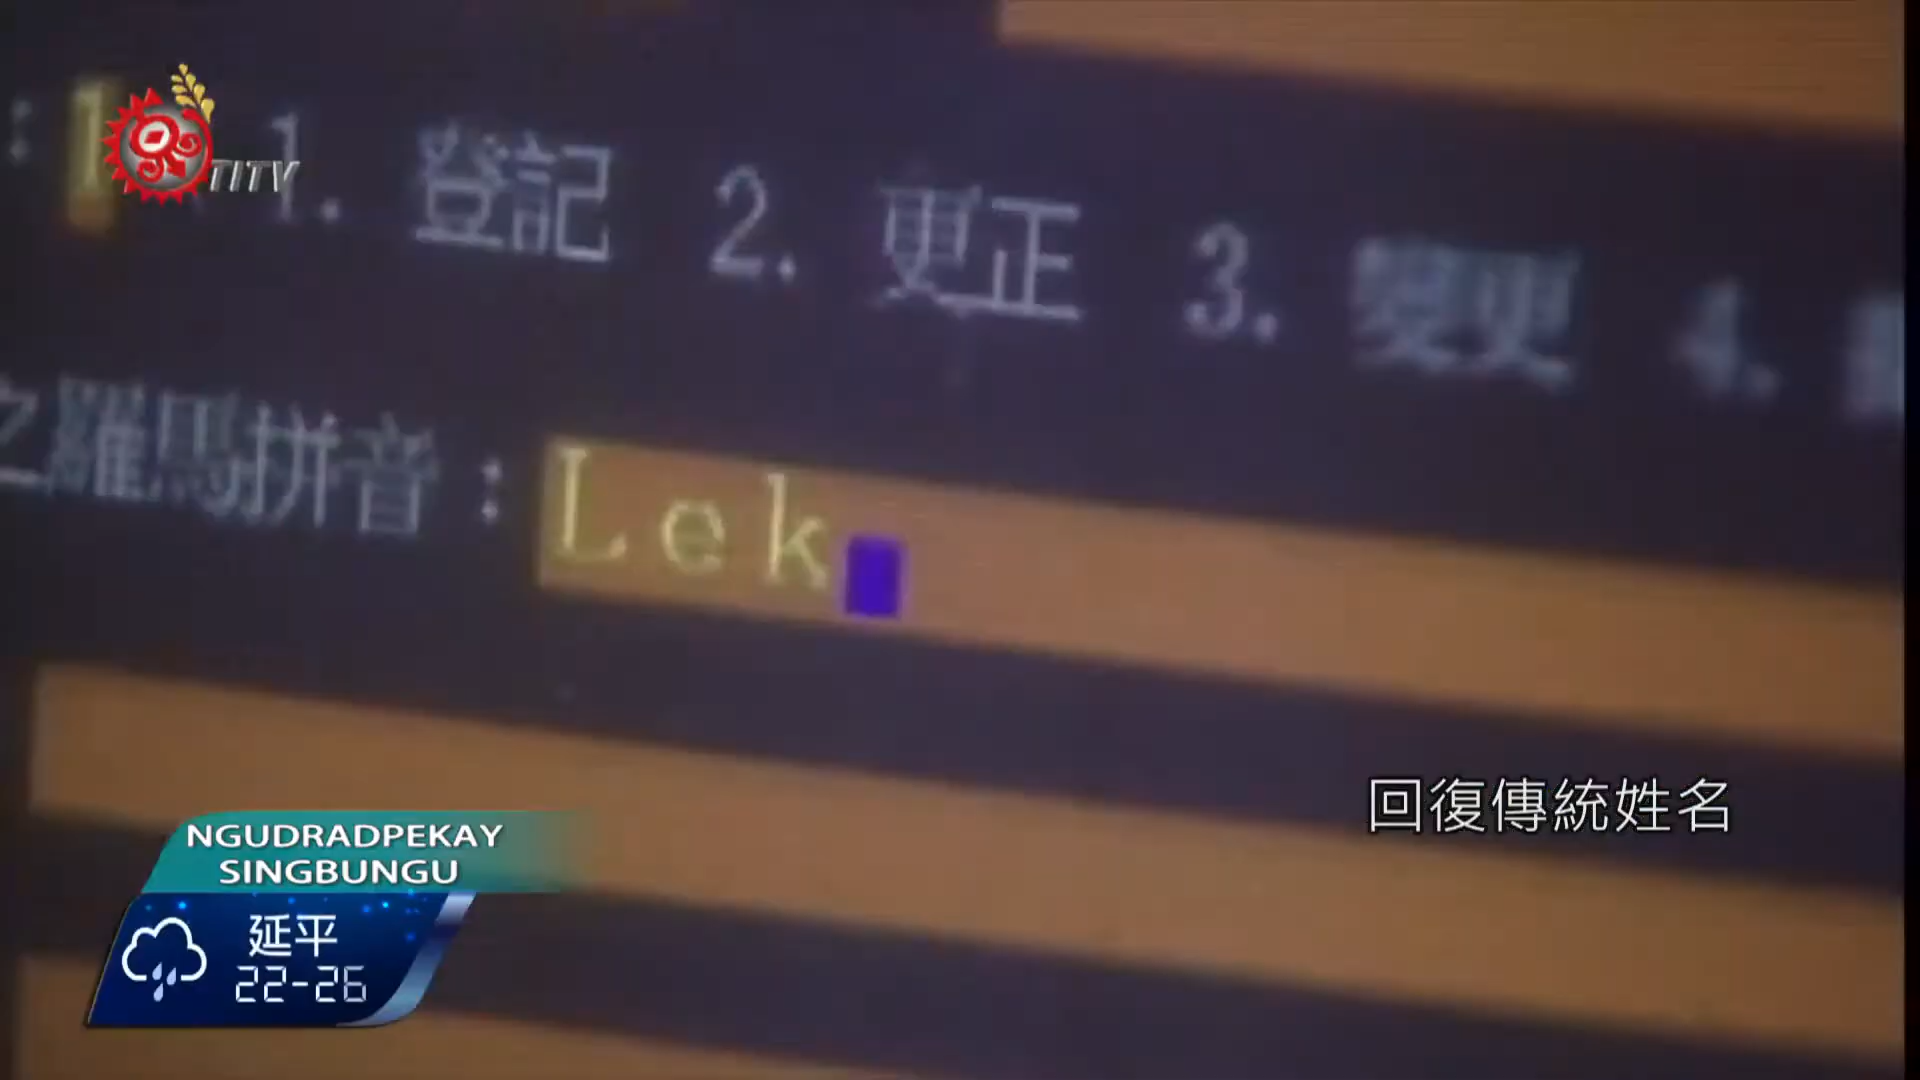 TITV
: 1 1. 登記 2. 更正 3. 變更 4.
之羅馬拼音：Lek
回復傳統姓名
NGUDRADPEKAY
SINGBUNGU
延平
22-26